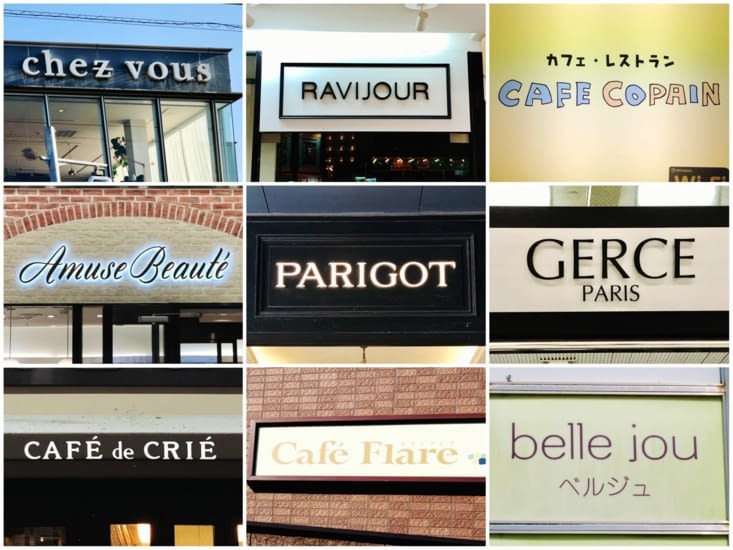 chez vous
RAVIJOUR
カフェ・レストラン
CAFE COPAIN
Amuse Beauté
PARIGOT
GERCE
PARIS
CAFÉ de CRIÉ
Café Flare
belle jou
ベルジュ